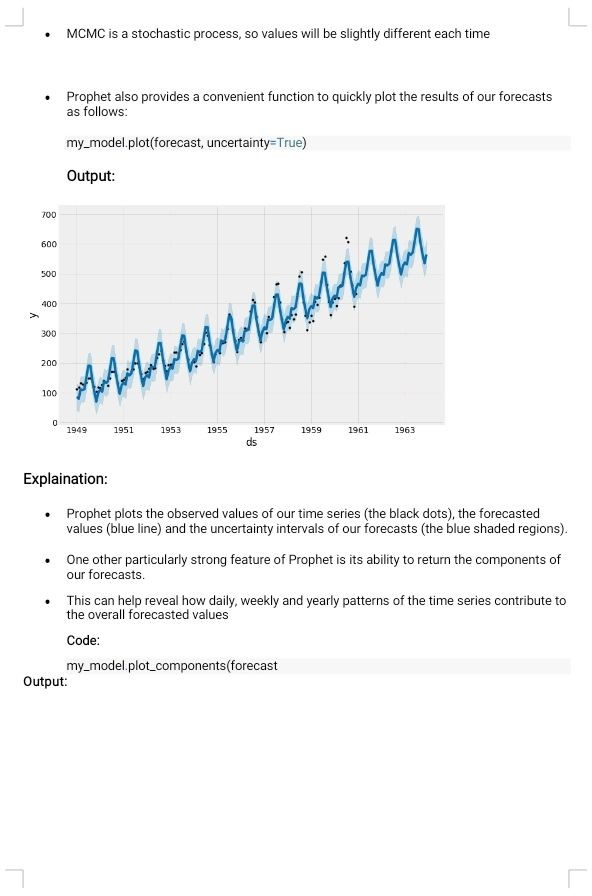 • MCMC is a stochastic process, so values will be slightly different each time
• Prophet also provides a convenient function to quickly plot the results of our forecasts
as follows:
my_model.plot(forecast, uncertainty=True)
Output:
700
600
500
400
300
200
100
0
y
1949 1951 1953 1955 1957 1959 1961 1963
ds
Explaination:
• Prophet plots the observed values of our time series (the black dots), the forecasted
values (blue line) and the uncertainty intervals of our forecasts (the blue shaded regions).
• One other particularly strong feature of Prophet is its ability to return the components of
our forecasts.
• This can help reveal how daily, weekly and yearly patterns of the time series contribute to
the overall forecasted values
Code:
my_model.plot_components(forecast
Output: